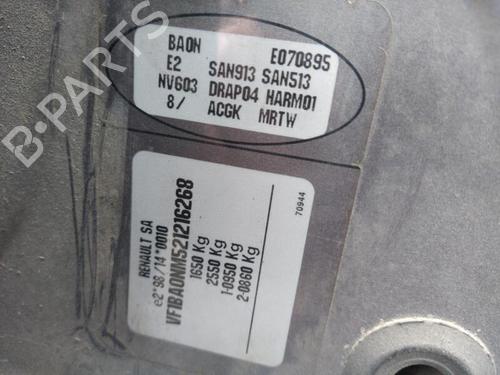 BA0N E070895
E2 SAN913 SAN513
NV603 DRAP04 HARM01
8/ ACGK MRTW
RENAULT SA
e2*98/14*0010
VF1BA0NM521216268
1650 Kg
2550 Kg
1-0950 Kg
2-0860 Kg
70944
B-PARTS